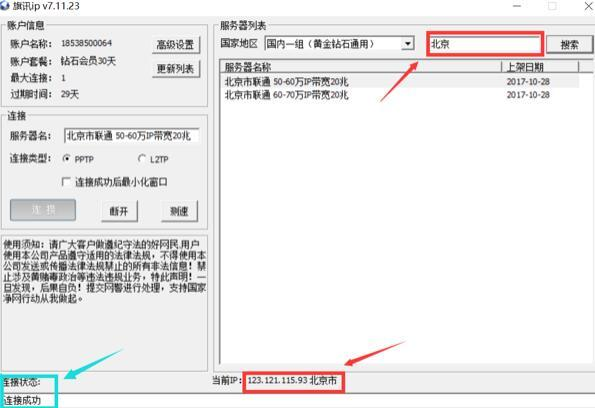 旗讯ip v7.11.23
账户信息
账户名称: 18538500064
高级设置
账户套餐: 钻石会员30天
最大连接: 1
更新列表
过期时间: 29天
连接
服务器名: 北京市联通 50-60万IP带宽20兆
连接类型: PPTP L2TP
连接成功后最小化窗口
连接 断开 测速
使用须知: 请广大客户做遵纪守法的好网民,用户
使用本公司产品遵守适用的法律法规, 不得使用本
公司发送或传播法律法规禁止的所有非法信息! 禁
止涉及黄赌毒政治等违法违规业务, 特此声明! 一
旦发现, 后果自负! 提交网警进行处理, 支持国家
净网行动从我做起。
连接状态:
连接成功
服务器列表
国家地区 国内一组 (黄金钻石通用) 北京 搜索
服务器名称 上架日期
北京市联通 50-60万IP带宽20兆 2017-10-28
北京市联通 60-70万IP带宽20兆 2017-10-28
当前IP: 123.121.115.93 北京市